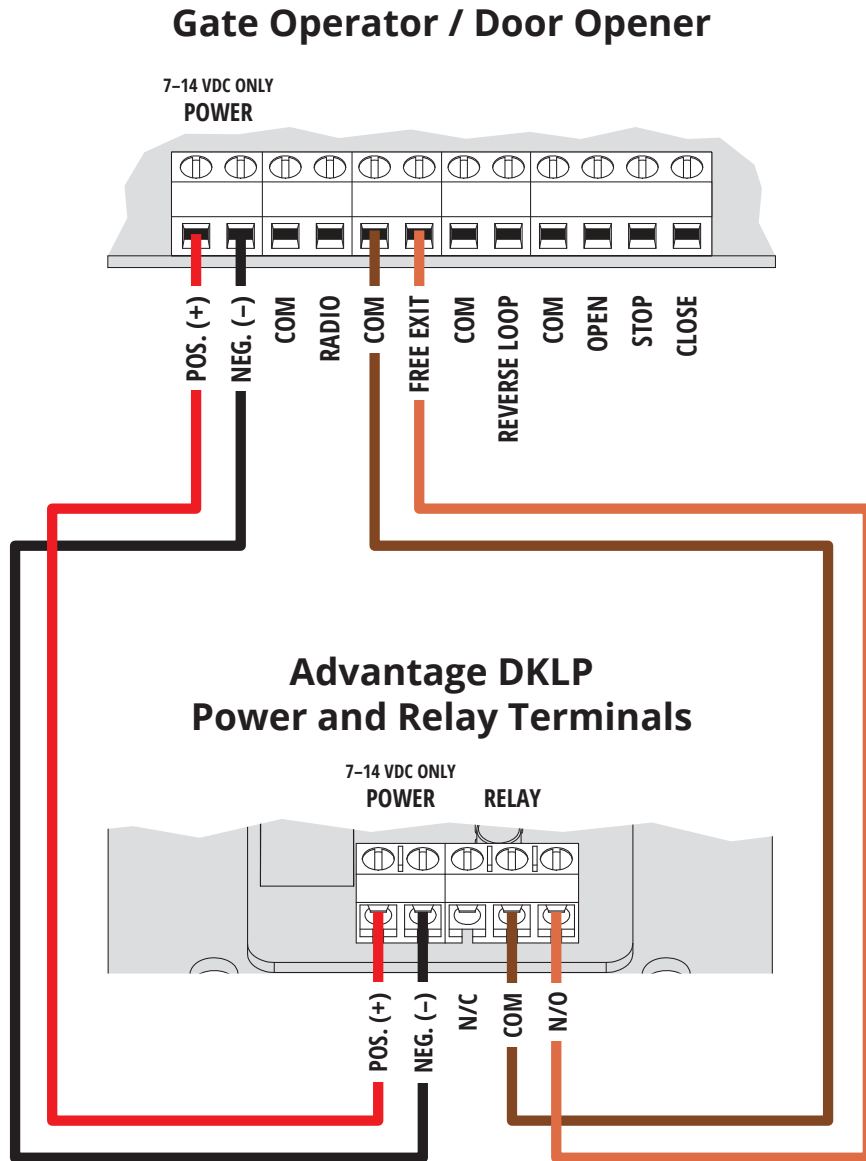 Gate Operator / Door Opener
7–14 VDC ONLY
POWER
POS. (+)
NEG. (–)
COM
RADIO
COM
FREE EXIT
COM
REVERSE LOOP
COM
OPEN
STOP
CLOSE
Advantage DKLP
Power and Relay Terminals
7–14 VDC ONLY
POWER
RELAY
POS. (+)
NEG. (–)
N/C
COM
N/O